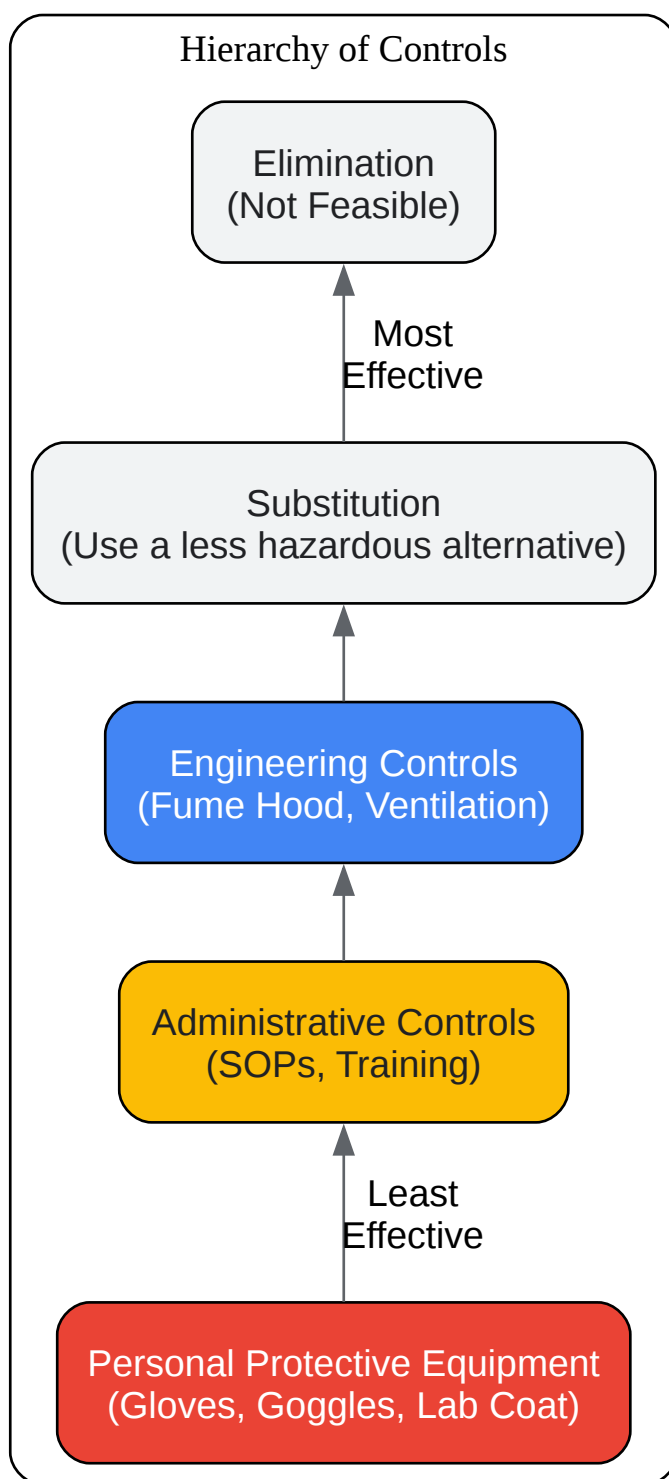 Hierarchy of Controls
Elimination
(Not Feasible)
Most
Effective
Substitution
(Use a less hazardous alternative)
Engineering Controls
(Fume Hood, Ventilation)
Administrative Controls
(SOPs, Training)
Least
Effective
Personal Protective Equipment
(Gloves, Goggles, Lab Coat)